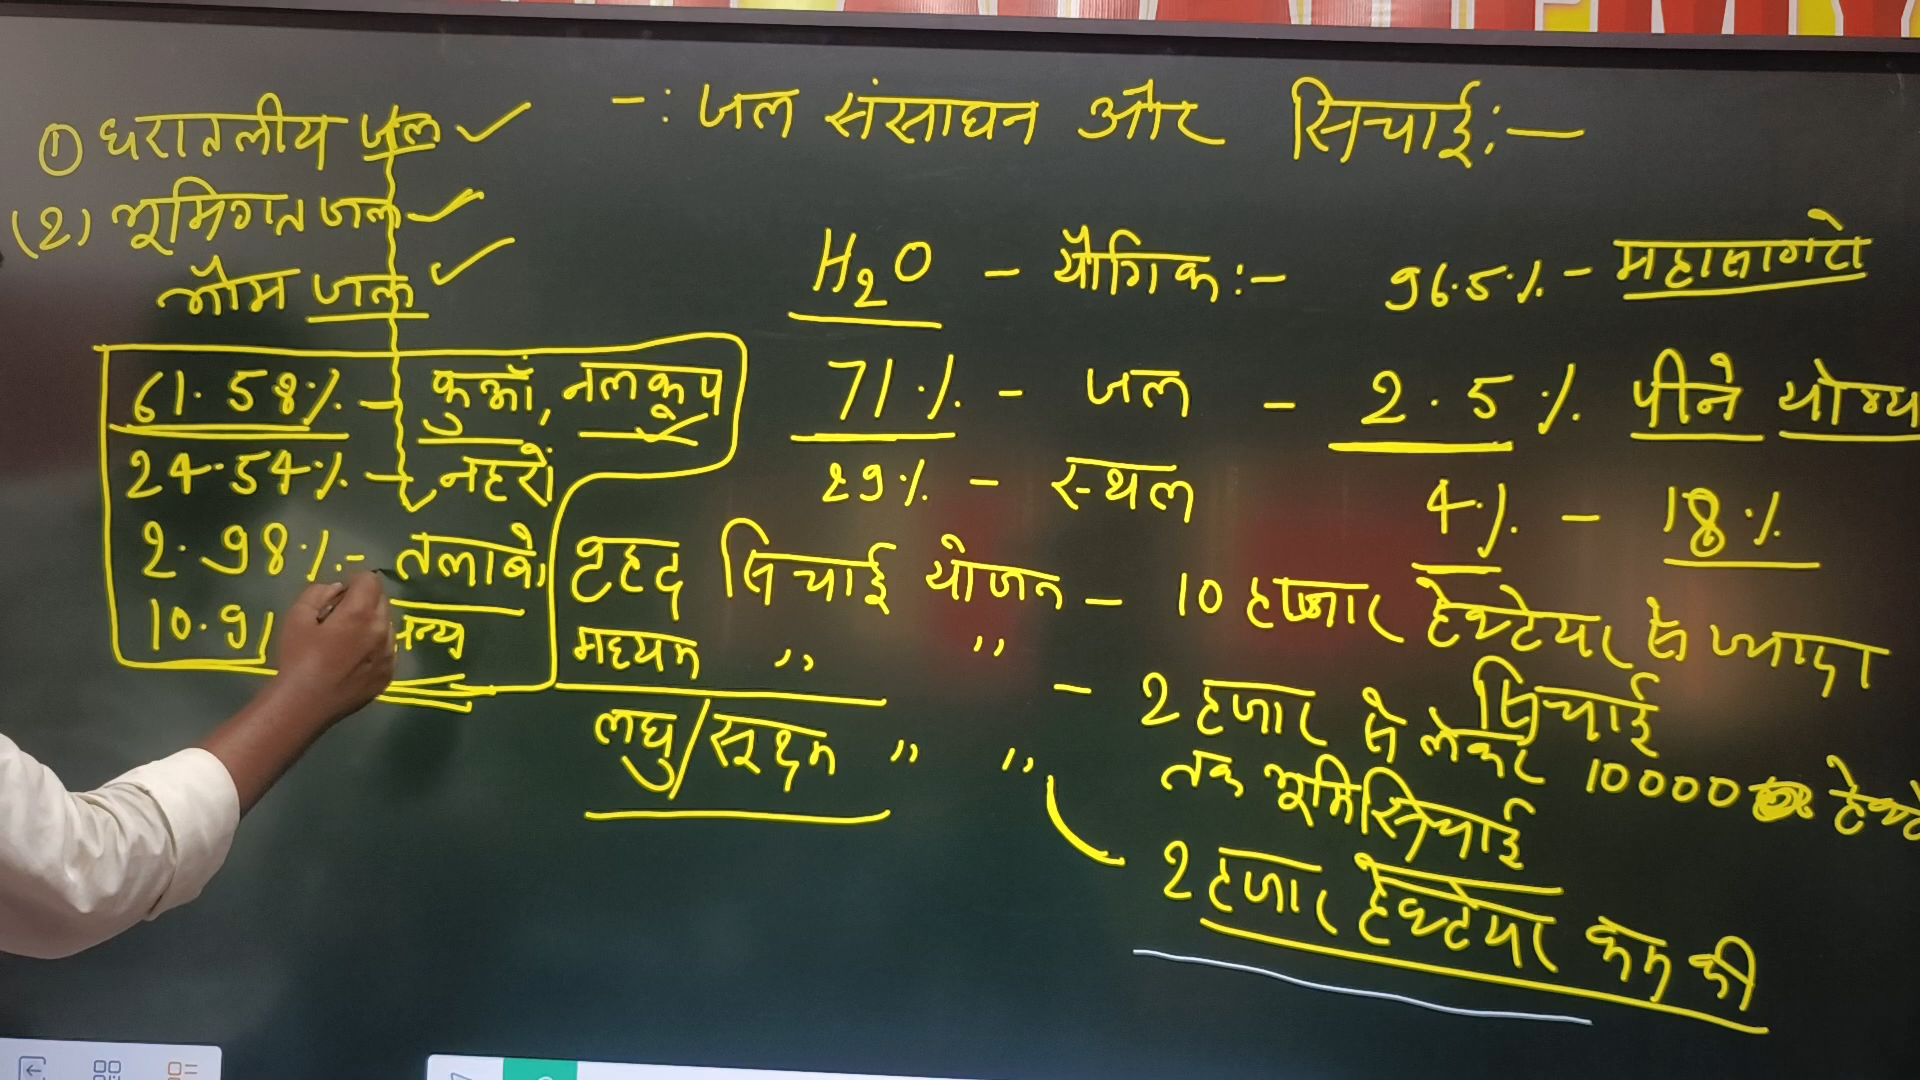 -: जल संसाधन और सिचाई:-
① धरातलीय जल ✓
(2) भूमिगत जल ✓
भौम जल ✓
61.58% - कुआँ, नलकूप
24.54% - नहरों
2.98% - तलाबो
10.91 अन्य
H₂O - यौगिक:- 96.5% - महासागरो
71% - जल - 2.5% पीने योग्य
29% - स्थल 4% - 18%
वृहद सिचाई योजन - 10 हजार हेक्टेयर से ज्यादा सिचाई
मध्यम ,, ,, - 2 हजार से लेकर 10000
तक भूमि सिचाई
लघु/सूक्ष्म ,, ,,
2 हजार हेक्टेयर कम की